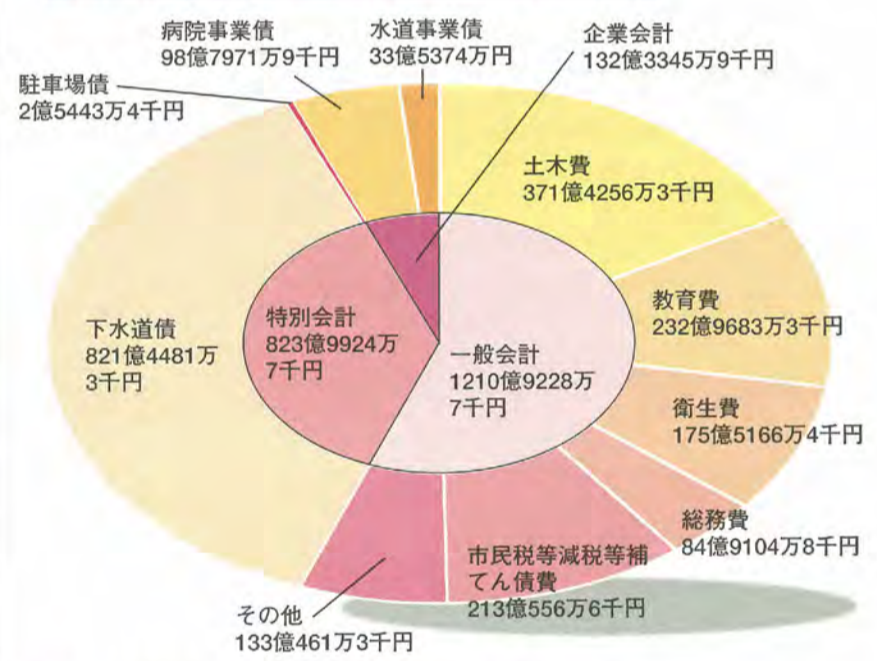 病院事業債
98億7971万9千円
水道事業債
33億5374万円
企業会計
132億3345万9千円
駐車場債
2億5443万4千円
土木費
371億4256万3千円
教育費
232億9683万3千円
下水道債
821億4481万
3千円
特別会計
823億9924万
7千円
一般会計
1210億9228万
7千円
衛生費
175億5166万4千円
総務費
84億9104万8千円
市民税等減税等補
てん債費
213億556万6千円
その他
133億461万3千円